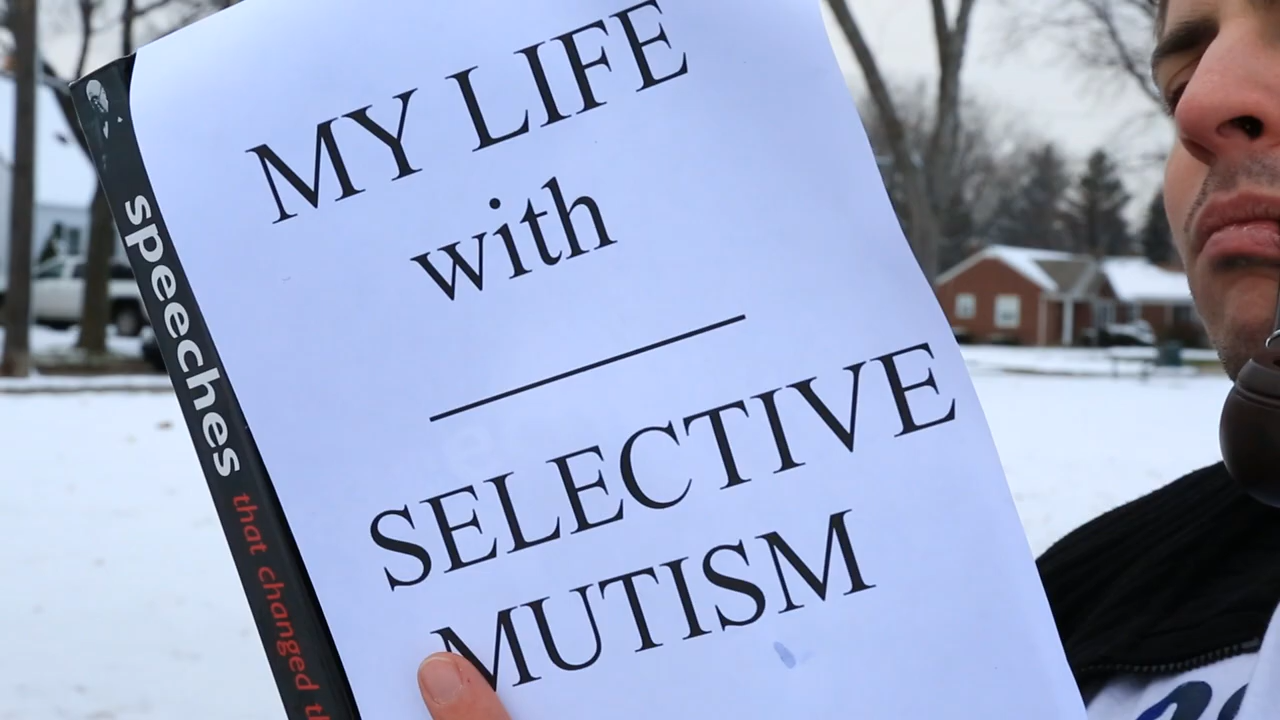 MY LIFE
with
SELECTIVE
MUTISM
speeches
that changed